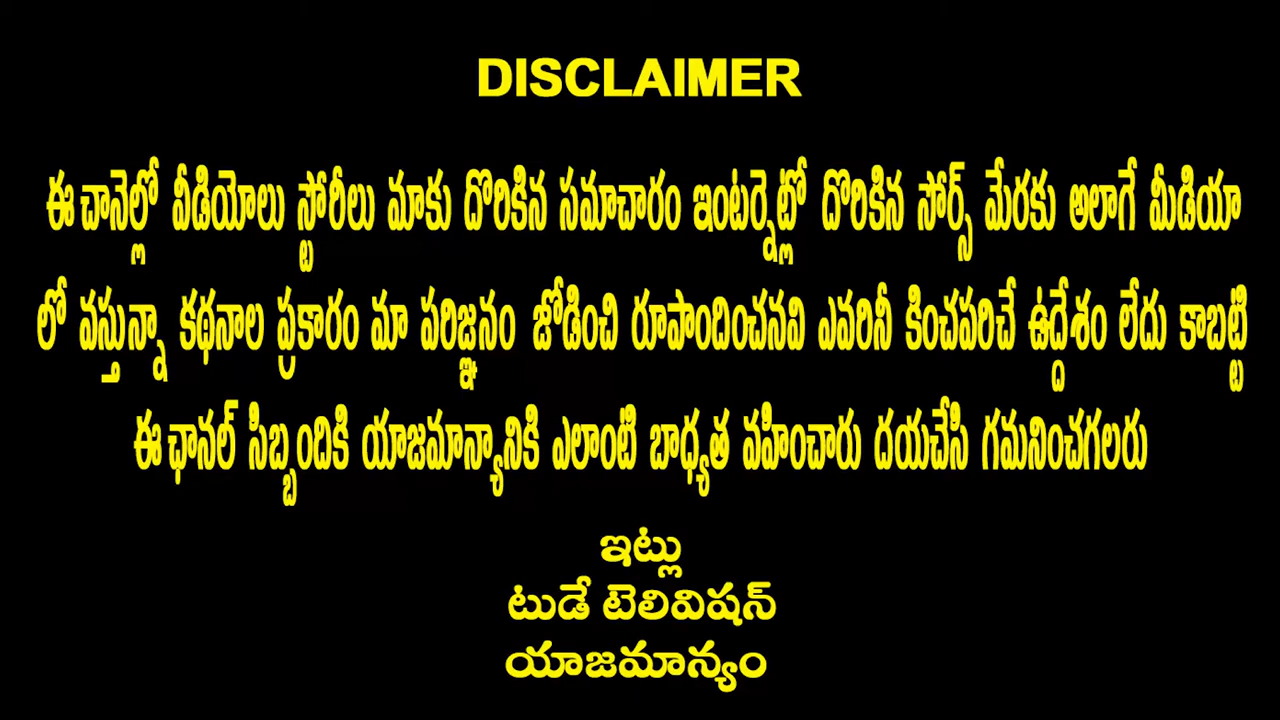 DISCLAIMER
ఈ చానెల్లో వీడియోలు స్టోరీలు మాకు దొరికిన సమాచారం ఇంటర్నెట్లో దొరికిన సోర్స్ మేరకు అలాగే మీడియా
లో వస్తున్నా కథనాల ప్రకారం మా పరిజ్ఞనం జోడించి రూపొందించనవి ఎవరినీ కించపరిచే ఉద్దేశం లేదు కాబట్టి
ఈ ఛానల్ సిబ్బందికి యాజమాన్యానికి ఎలాంటి బాధ్యత వహించారు దయచేసి గమనించగలరు
ఇట్లు
టుడే టెలివిషన్
యాజమాన్యం